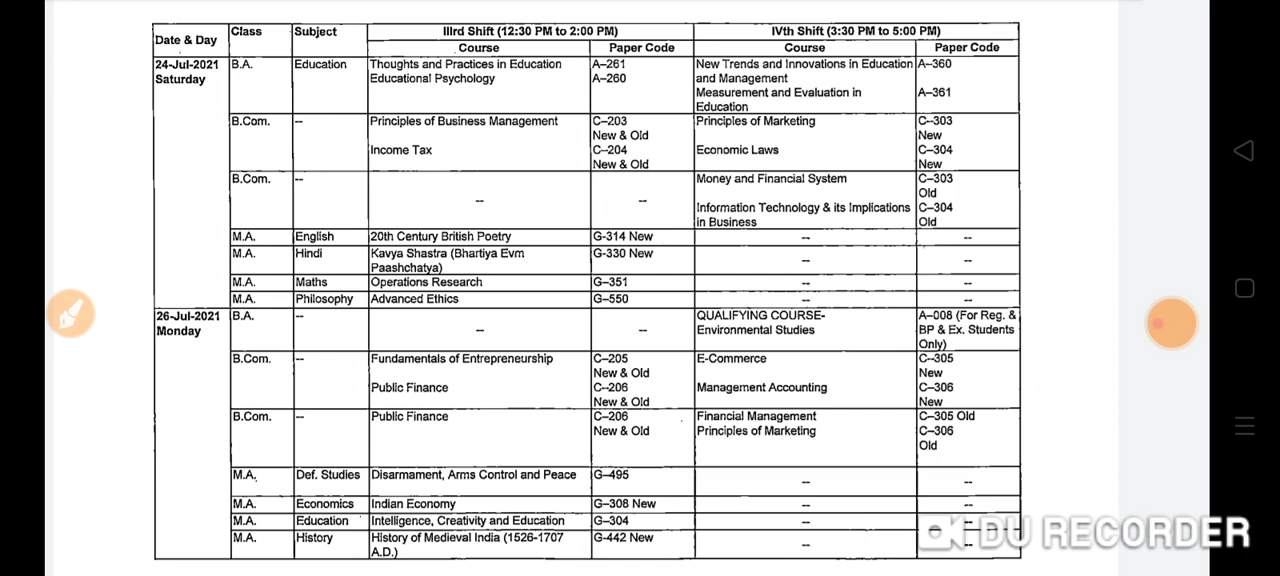 Date & Day Class Subject IIIrd Shift (12:30 PM to 2:00 PM) IVth Shift (3:30 PM to 5:00 PM)
Course Paper Code Course Paper Code
24-Jul-2021 B.A. Education Thoughts and Practices in Education A–261 New Trends and Innovations in Education A–360
Saturday Educational Psychology A–260 and Management
Measurement and Evaluation in A–361
Education
B.Com. -- Principles of Business Management C–203 Principles of Marketing C–303
New & Old New
Income Tax C–204 Economic Laws C–304
New & Old New
B.Com. -- -- -- Money and Financial System C–303
Old
Information Technology & its Implications C–304
in Business Old
M.A. English 20th Century British Poetry G-314 New -- --
M.A. Hindi Kavya Shastra (Bhartiya Evm G-330 New -- --
Paashchatya)
M.A. Maths Operations Research G–351 -- --
M.A. Philosophy Advanced Ethics G–550 -- --
26-Jul-2021 B.A. -- -- -- QUALIFYING COURSE- A–008 (For Reg. &
Monday Environmental Studies BP & Ex. Students
Only)
B.Com. -- Fundamentals of Entrepreneurship C–205 E-Commerce C–305
New & Old New
Public Finance C–206 Management Accounting C–306
New & Old New
B.Com. -- Public Finance C–206 Financial Management C–305 Old
New & Old Principles of Marketing C–306
Old
M.A. Def. Studies Disarmament, Arms Control and Peace G–495 -- --
M.A. Economics Indian Economy G–308 New -- --
M.A. Education Intelligence, Creativity and Education G–304 -- --
M.A. History History of Medieval India (1526-1707 G-442 New -- --
A.D.)
DU RECORDER